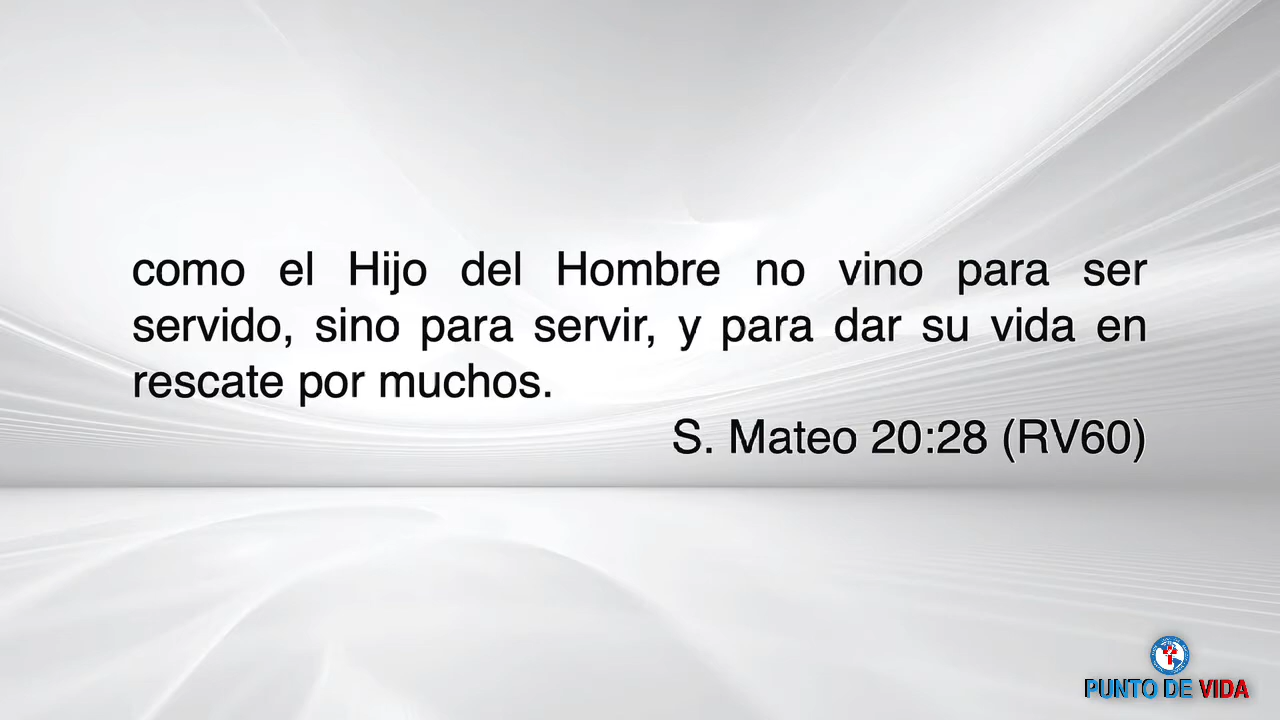 como el Hijo del Hombre no vino para ser
servido, sino para servir, y para dar su vida en
rescate por muchos.
S. Mateo 20:28 (RV60)
PUNTO DE VIDA